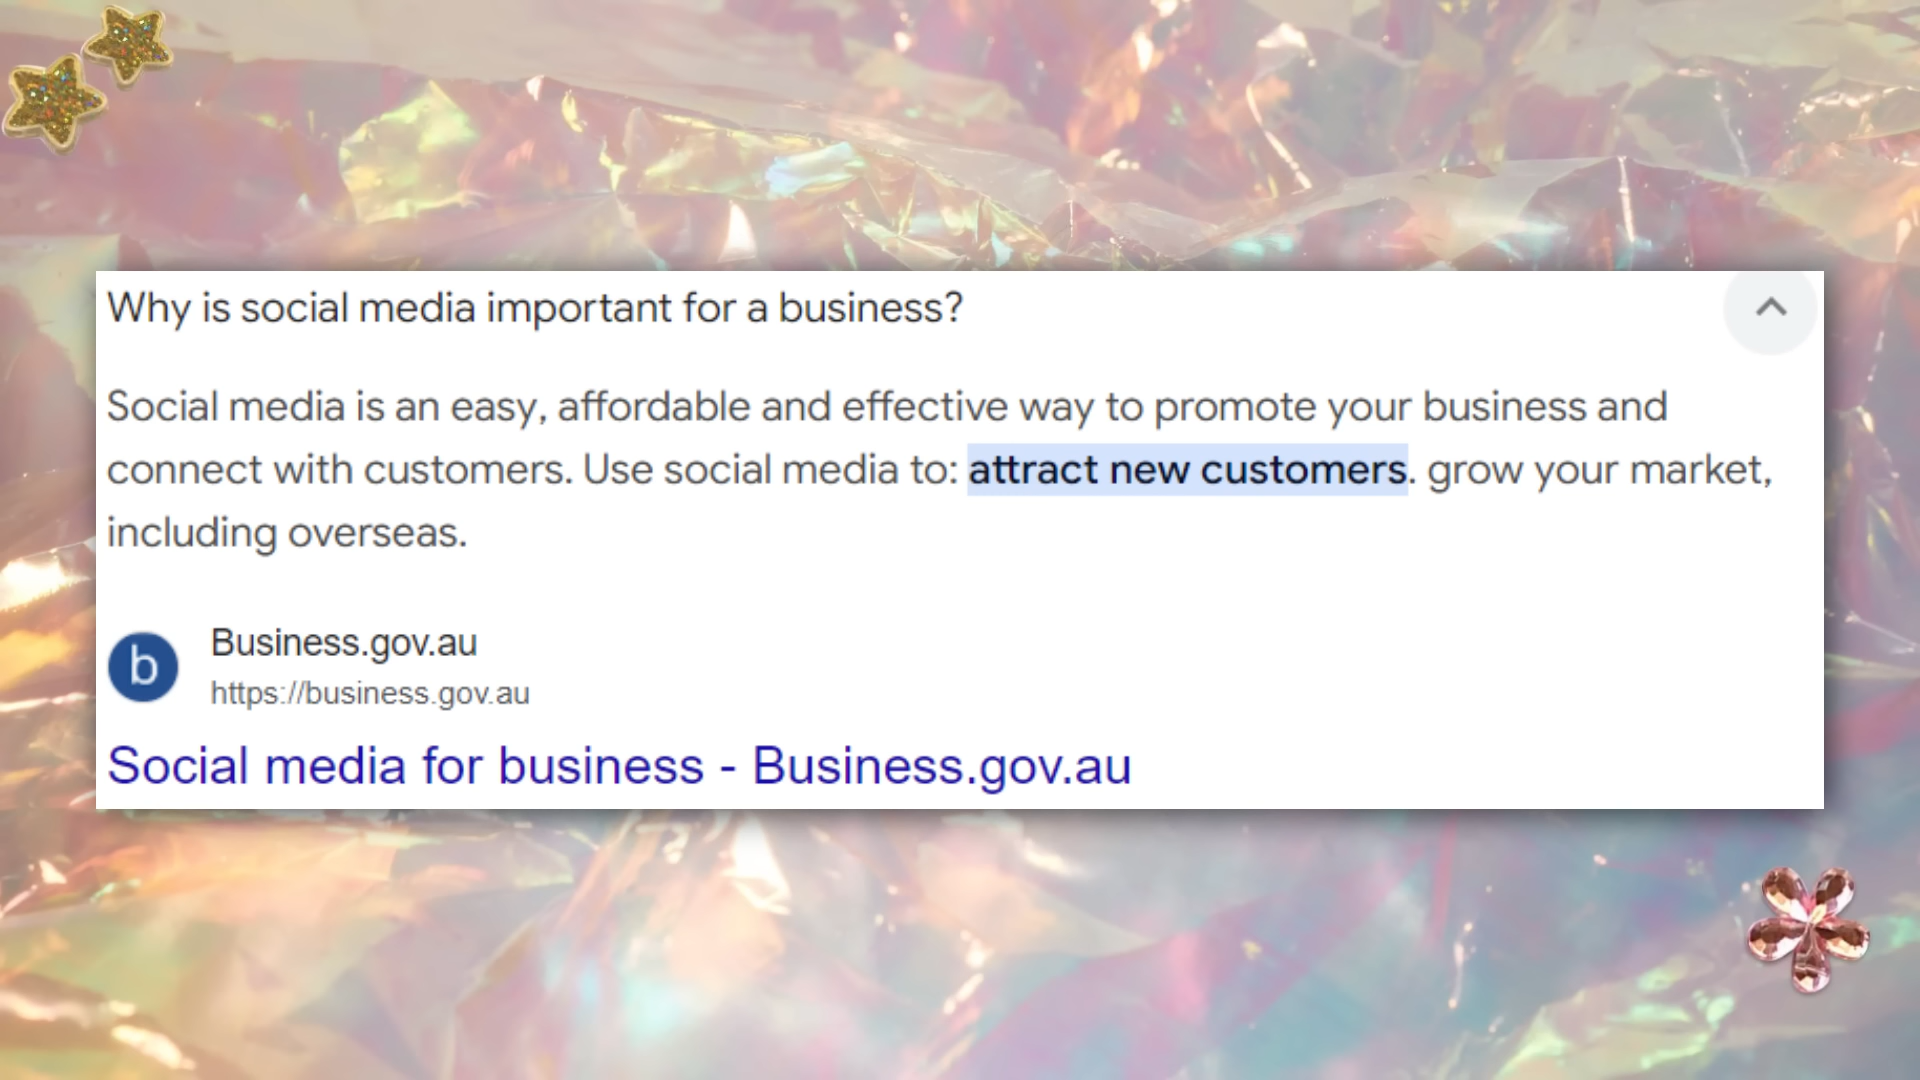 Why is social media important for a business?
Social media is an easy, affordable and effective way to promote your business and
connect with customers. Use social media to: attract new customers. grow your market,
including overseas.
b
Business.gov.au
https://business.gov.au
Social media for business - Business.gov.au